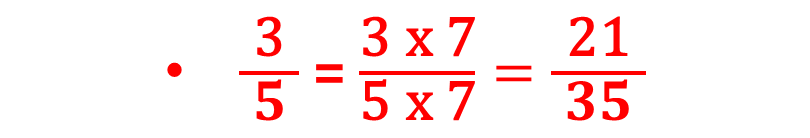 • 3/5 = 3 x 7/5 x 7 = 21/35